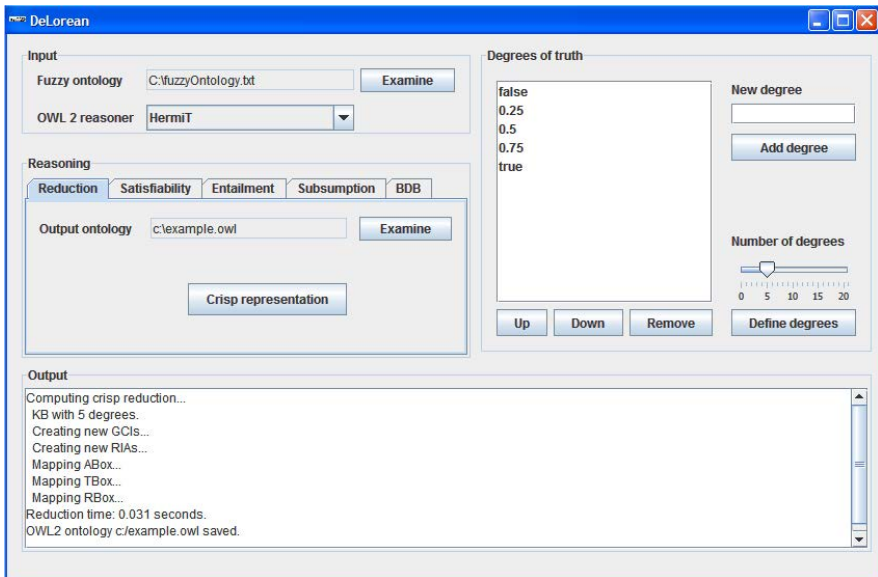 DeLorean
Input
Fuzzy ontology C:\fuzzyOntology.txt Examine
OWL 2 reasoner HermiT
Reasoning
Reduction Satisfiability Entailment Subsumption BDB
Output ontology c:\example.owl Examine
Crisp representation
Degrees of truth
false
0.25
0.5
0.75
true
New degree
Add degree
Number of degrees
0 5 10 15 20
Up Down Remove Define degrees
Output
Computing crisp reduction...
KB with 5 degrees.
Creating new GCIs...
Creating new RIAs...
Mapping ABox...
Mapping TBox...
Mapping RBox...
Reduction time: 0.031 seconds.
OWL2 ontology c:/example.owl saved.